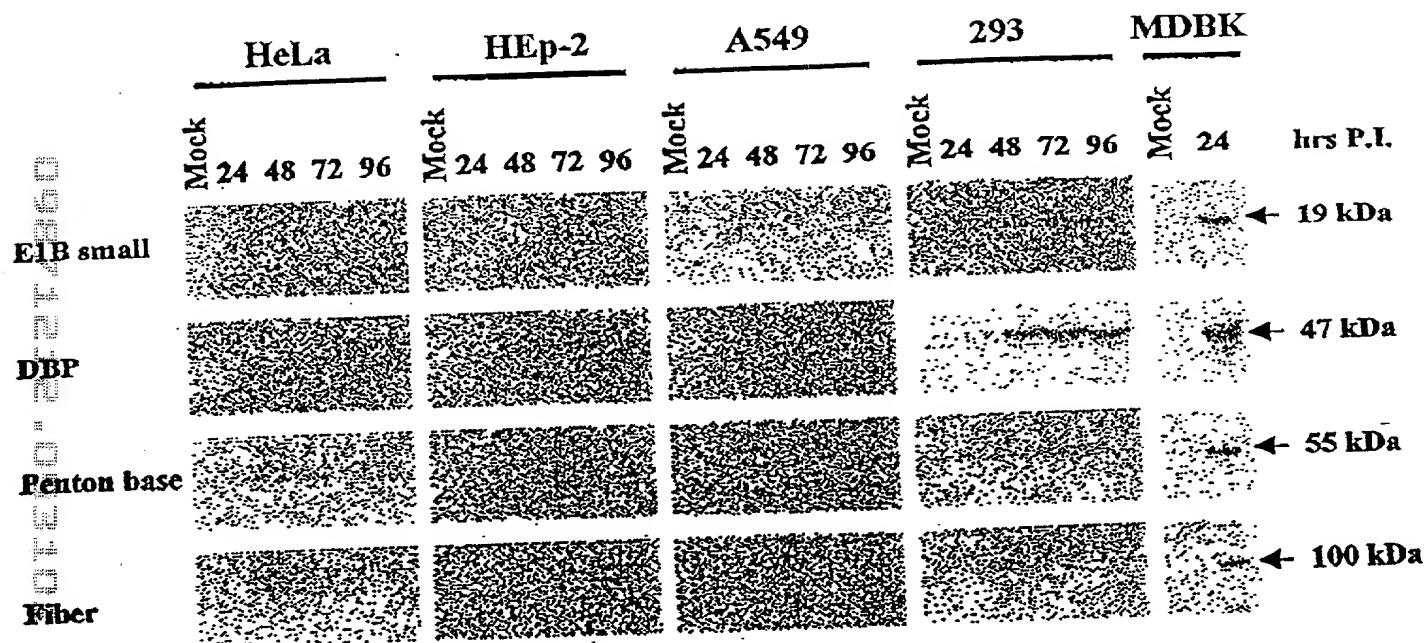 HeLa HEp-2 A549 293 MDBK
Mock 24 48 72 96 Mock 24 48 72 96 Mock 24 48 72 96 Mock 24 48 72 96 Mock 24 hrs P.I.
E1B small 19 kDa
DBP 47 kDa
Penton base 55 kDa
Fiber 100 kDa